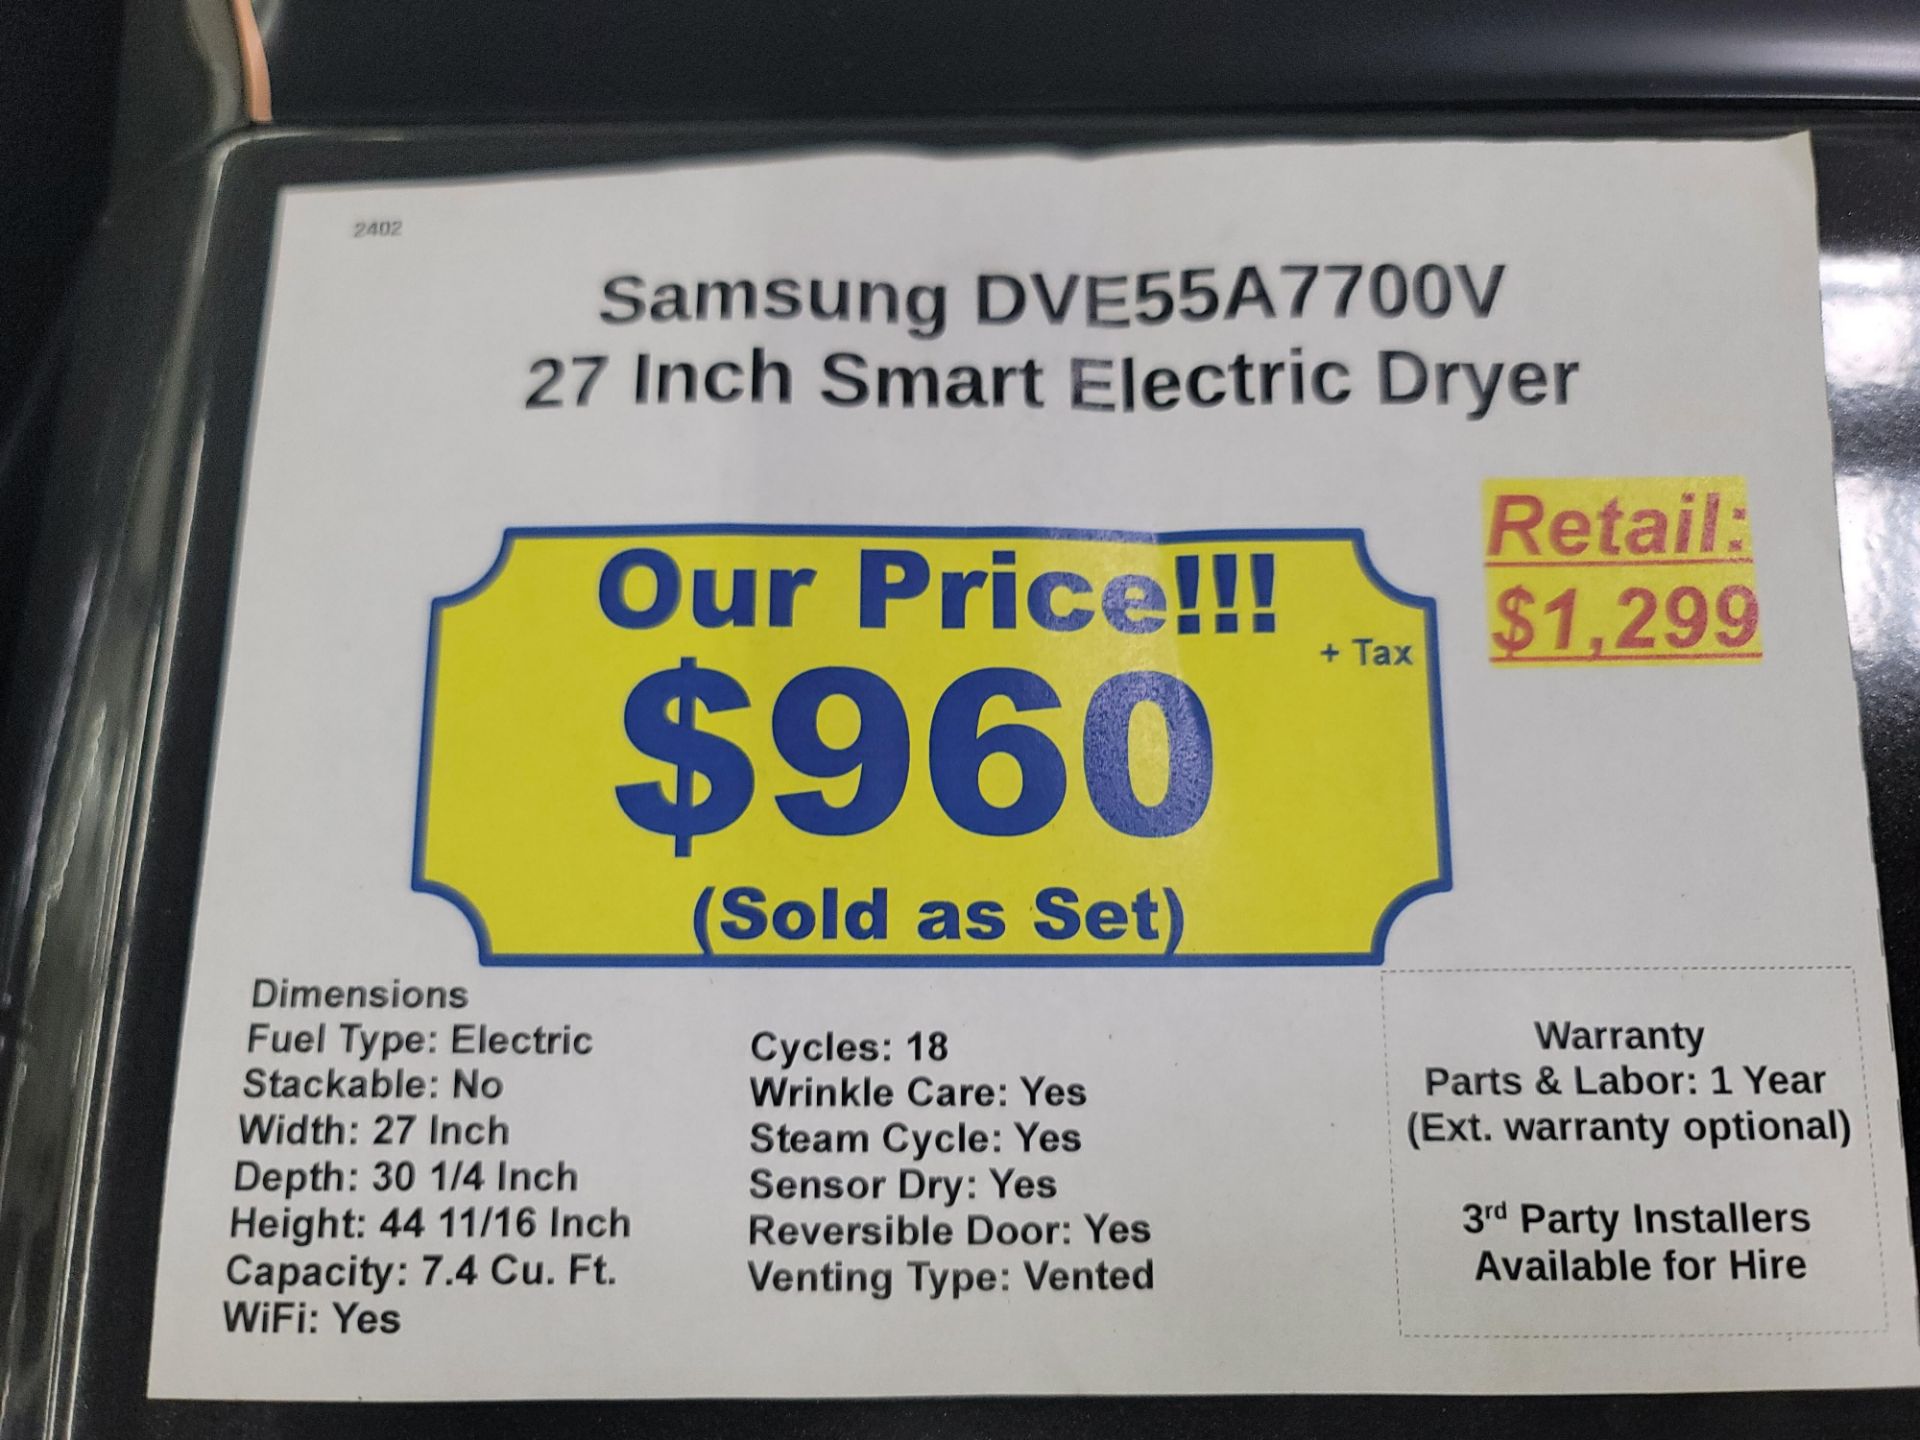 2402
Samsung DVE55A7700V
27 Inch Smart Electric Dryer
Retail:
$1,299
Our Price!!!
+ Tax
$960
(Sold as Set)
Dimensions
Fuel Type: Electric
Stackable: No
Width: 27 Inch
Depth: 30 1/4 Inch
Height: 44 11/16 Inch
Capacity: 7.4 Cu. Ft.
WiFi: Yes
Cycles: 18
Wrinkle Care: Yes
Steam Cycle: Yes
Sensor Dry: Yes
Reversible Door: Yes
Venting Type: Vented
Warranty
Parts & Labor: 1 Year
(Ext. warranty optional)
3rd Party Installers
Available for Hire